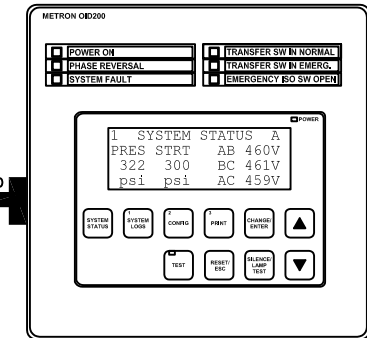 METRON OID200
POWER ON
PHASE REVERSAL
SYSTEM FAULT
TRANSFER SW IN NORMAL
TRANSFER SW IN EMERG.
EMERGENCY ISO SW OPEN
POWER
1 SYSTEM STATUS A
PRES STRT AB 460V
322 300 BC 461V
psi psi AC 459V
SYSTEM STATUS
1 SYSTEM LOGS
2 CONFIG
3 PRINT
CHANGE/ ENTER
TEST
RESET/ ESC
SILENCE/ LAMP TEST